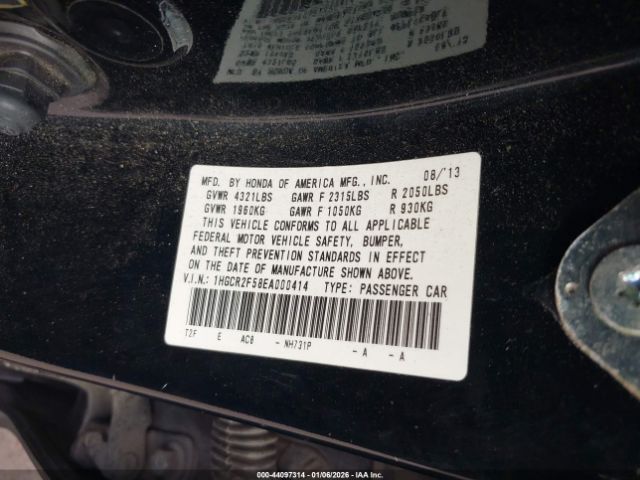 MFD. BY HONDA OF AMERICA MFG., INC. 08/'13
GVWR 4321LBS GAWR F 2315LBS R 2050LBS
GVWR 1960KG GAWR F 1050KG R 930KG
THIS VEHICLE CONFORMS TO ALL APPLICABLE
FEDERAL MOTOR VEHICLE SAFETY, BUMPER,
AND THEFT PREVENTION STANDARDS IN EFFECT
ON THE DATE OF MANUFACTURE SHOWN ABOVE.
V.I.N.: 1HGCR2F58EA000414 TYPE: PASSENGER CAR
T2F E AC8 - NH731P - A - A
000-44097314 | 01/06/2026 - IAA Inc.